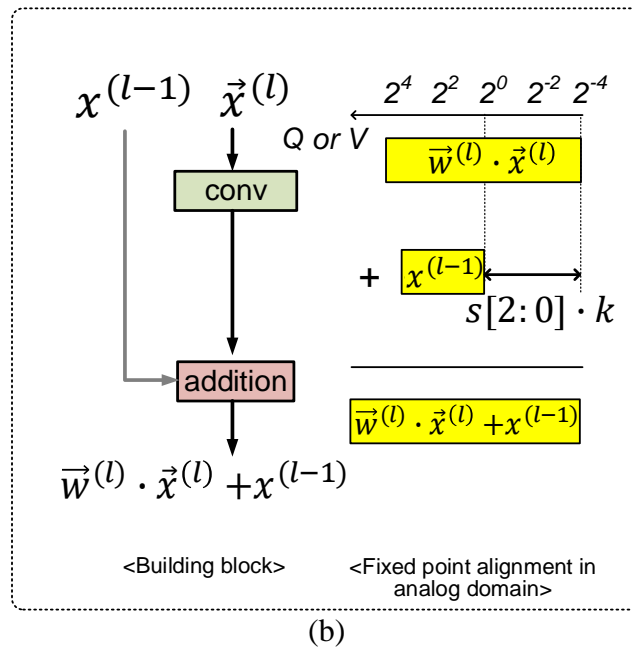 x^(l−1) x⃗^(l)
2^4 2^2 2^0 2^-2 2^-4
Q or V
conv
w⃗^(l) · x⃗^(l)
+ x^(l−1)
s[2:0] · k
addition
w⃗^(l) · x⃗^(l) +x^(l−1)
w⃗^(l) · x⃗^(l) +x^(l−1)
<Building block>
<Fixed point alignment in
analog domain>
(b)